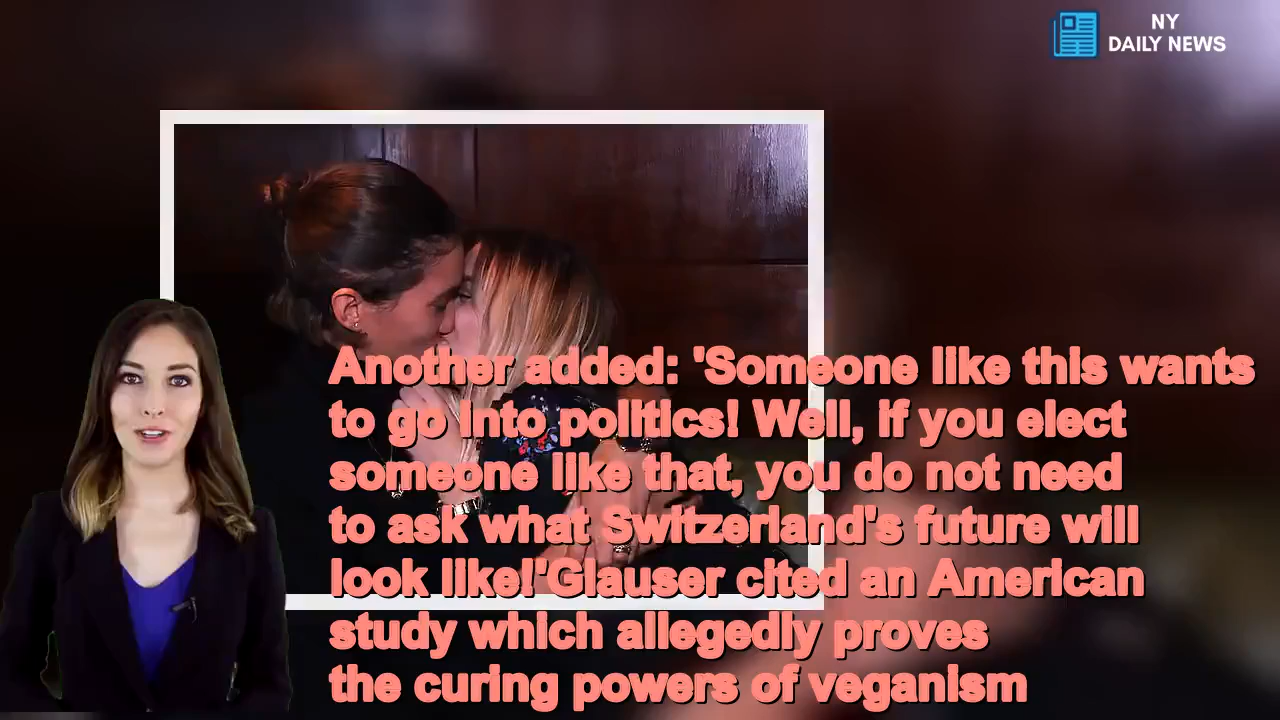 NY
DAILY NEWS
Another added: 'Someone like this wants
to go into politics! Well, if you elect
someone like that, you do not need
to ask what Switzerland's future will
look like!'Glauser cited an American
study which allegedly proves
the curing powers of veganism